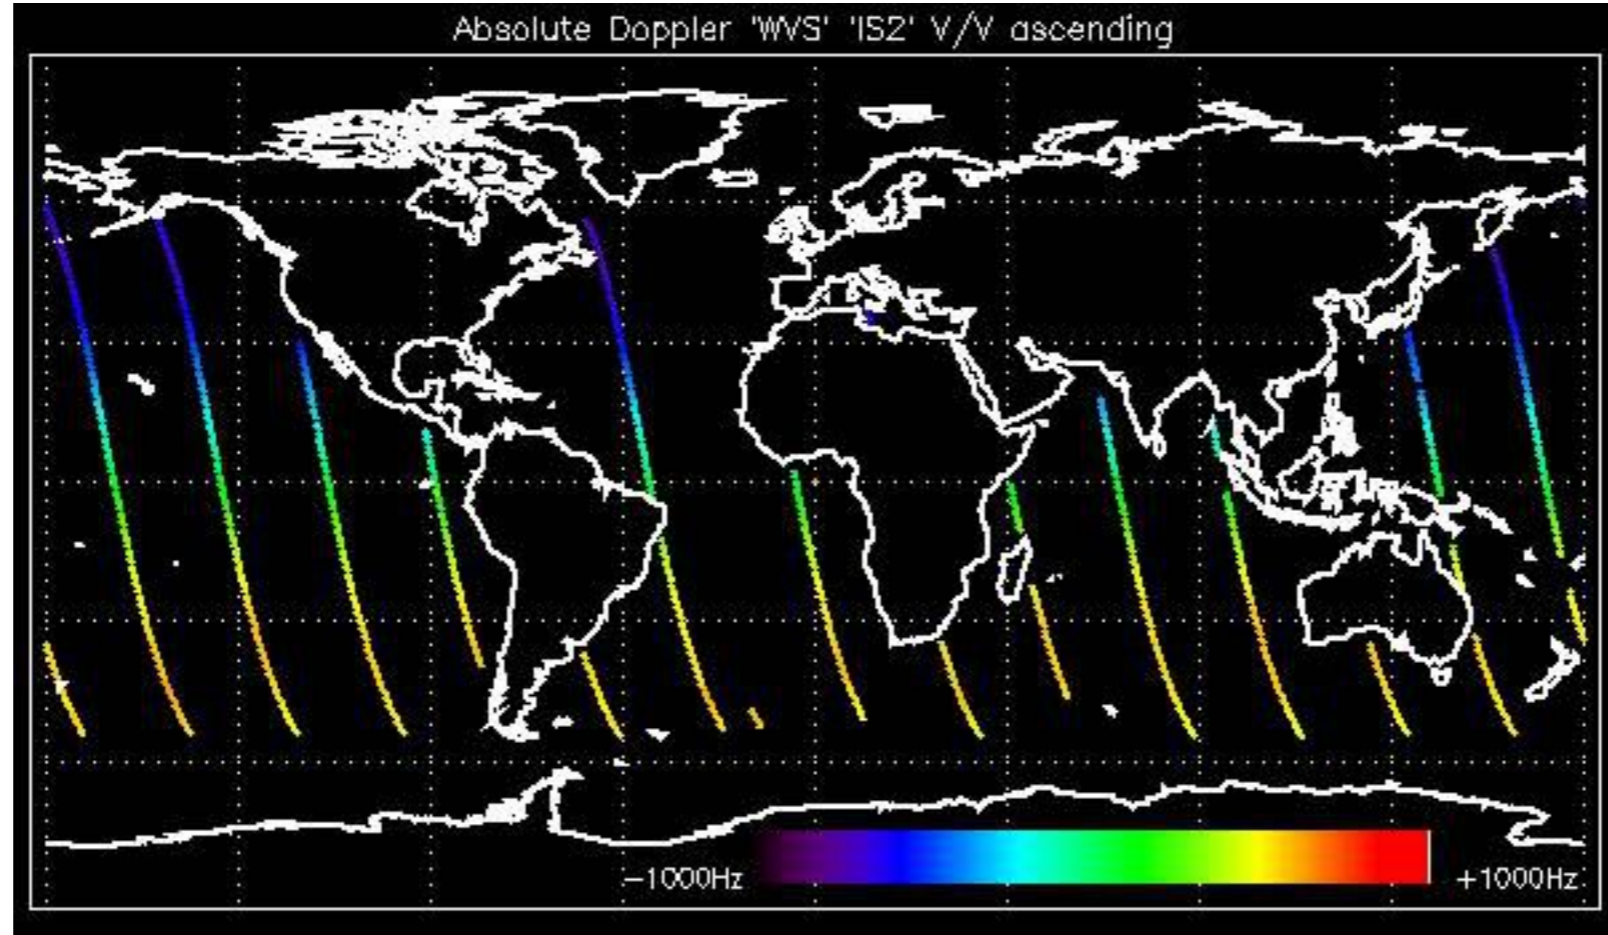 Absolute Doppler 'WVS' 'IS2' V/V ascending
-1000Hz +1000Hz